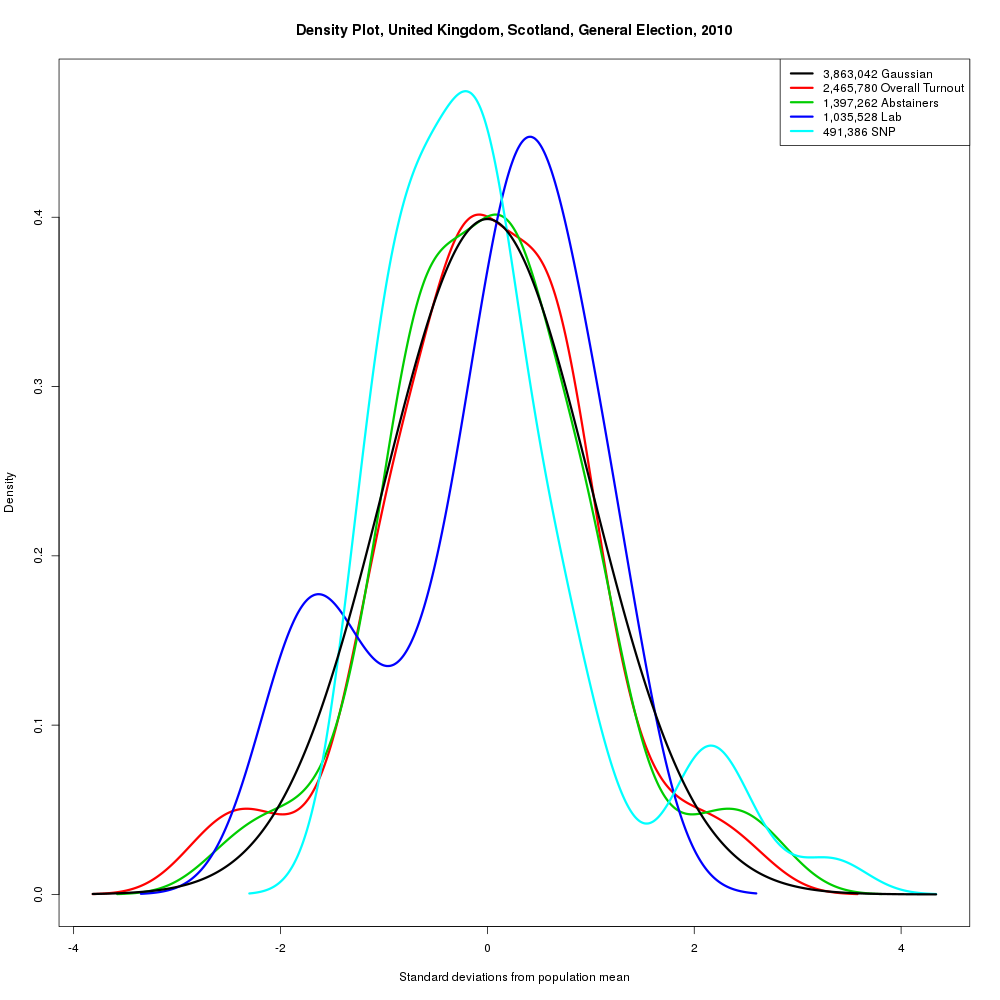 Density Plot, United Kingdom, Scotland, General Election, 2010
3,863,042 Gaussian
2,465,780 Overall Turnout
1,397,262 Abstainers
1,035,528 Lab
491,386 SNP
Density
0.4
0.3
0.2
0.1
0.0
-4 -2 0 2 4
Standard deviations from population mean